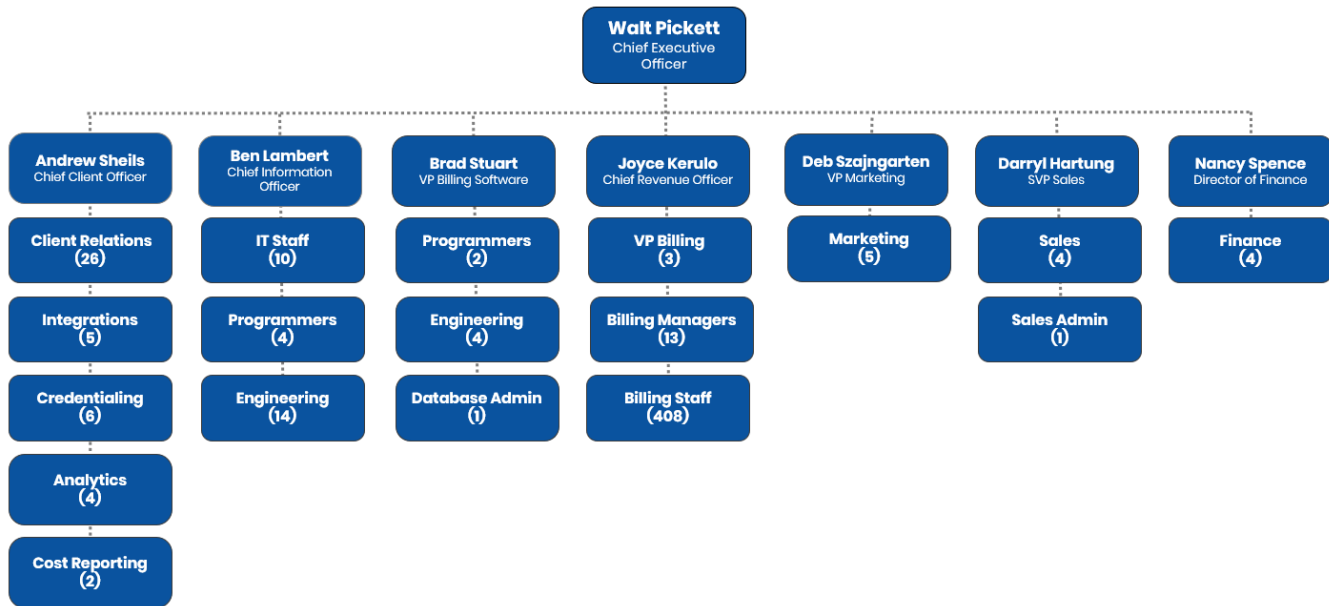 Walt Pickett
Chief Executive
Officer
Andrew Sheils
Chief Client Officer
Client Relations
(26)
Integrations
(5)
Credentialing
(6)
Analytics
(4)
Cost Reporting
(2)
Ben Lambert
Chief Information
Officer
IT Staff
(10)
Programmers
(4)
Engineering
(14)
Brad Stuart
VP Billing Software
Programmers
(2)
Engineering
(4)
Database Admin
(1)
Joyce Kerulo
Chief Revenue Officer
VP Billing
(3)
Billing Managers
(13)
Billing Staff
(408)
Deb Szajngarten
VP Marketing
Marketing
(5)
Darryl Hartung
SVP Sales
Sales
(4)
Sales Admin
(1)
Nancy Spence
Director of Finance
Finance
(4)